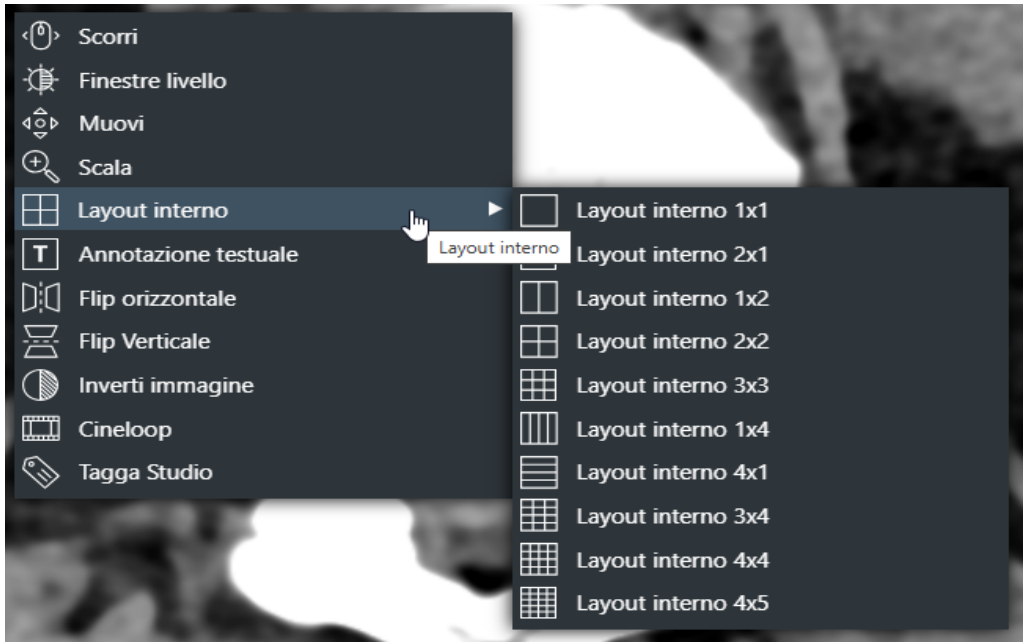 Scorri
Finestre livello
Muovi
Scala
Layout interno
T Annotazione testuale
Flip orizzontale
Flip Verticale
Inverti immagine
Cineloop
Tagga Studio
Layout interno
Layout interno 1x1
Layout interno 2x1
Layout interno 1x2
Layout interno 2x2
Layout interno 3x3
Layout interno 1x4
Layout interno 4x1
Layout interno 3x4
Layout interno 4x4
Layout interno 4x5